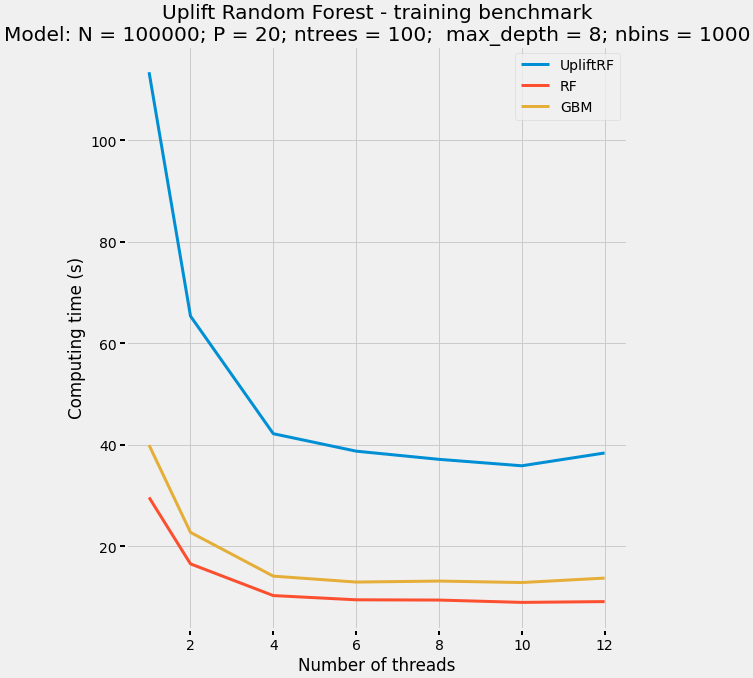 Uplift Random Forest - training benchmark
Model: N = 100000; P = 20; ntrees = 100;  max_depth = 8; nbins = 1000
UpliftRF
RF
GBM
100
80
60
40
20
Computing time (s)
2 4 6 8 10 12
Number of threads